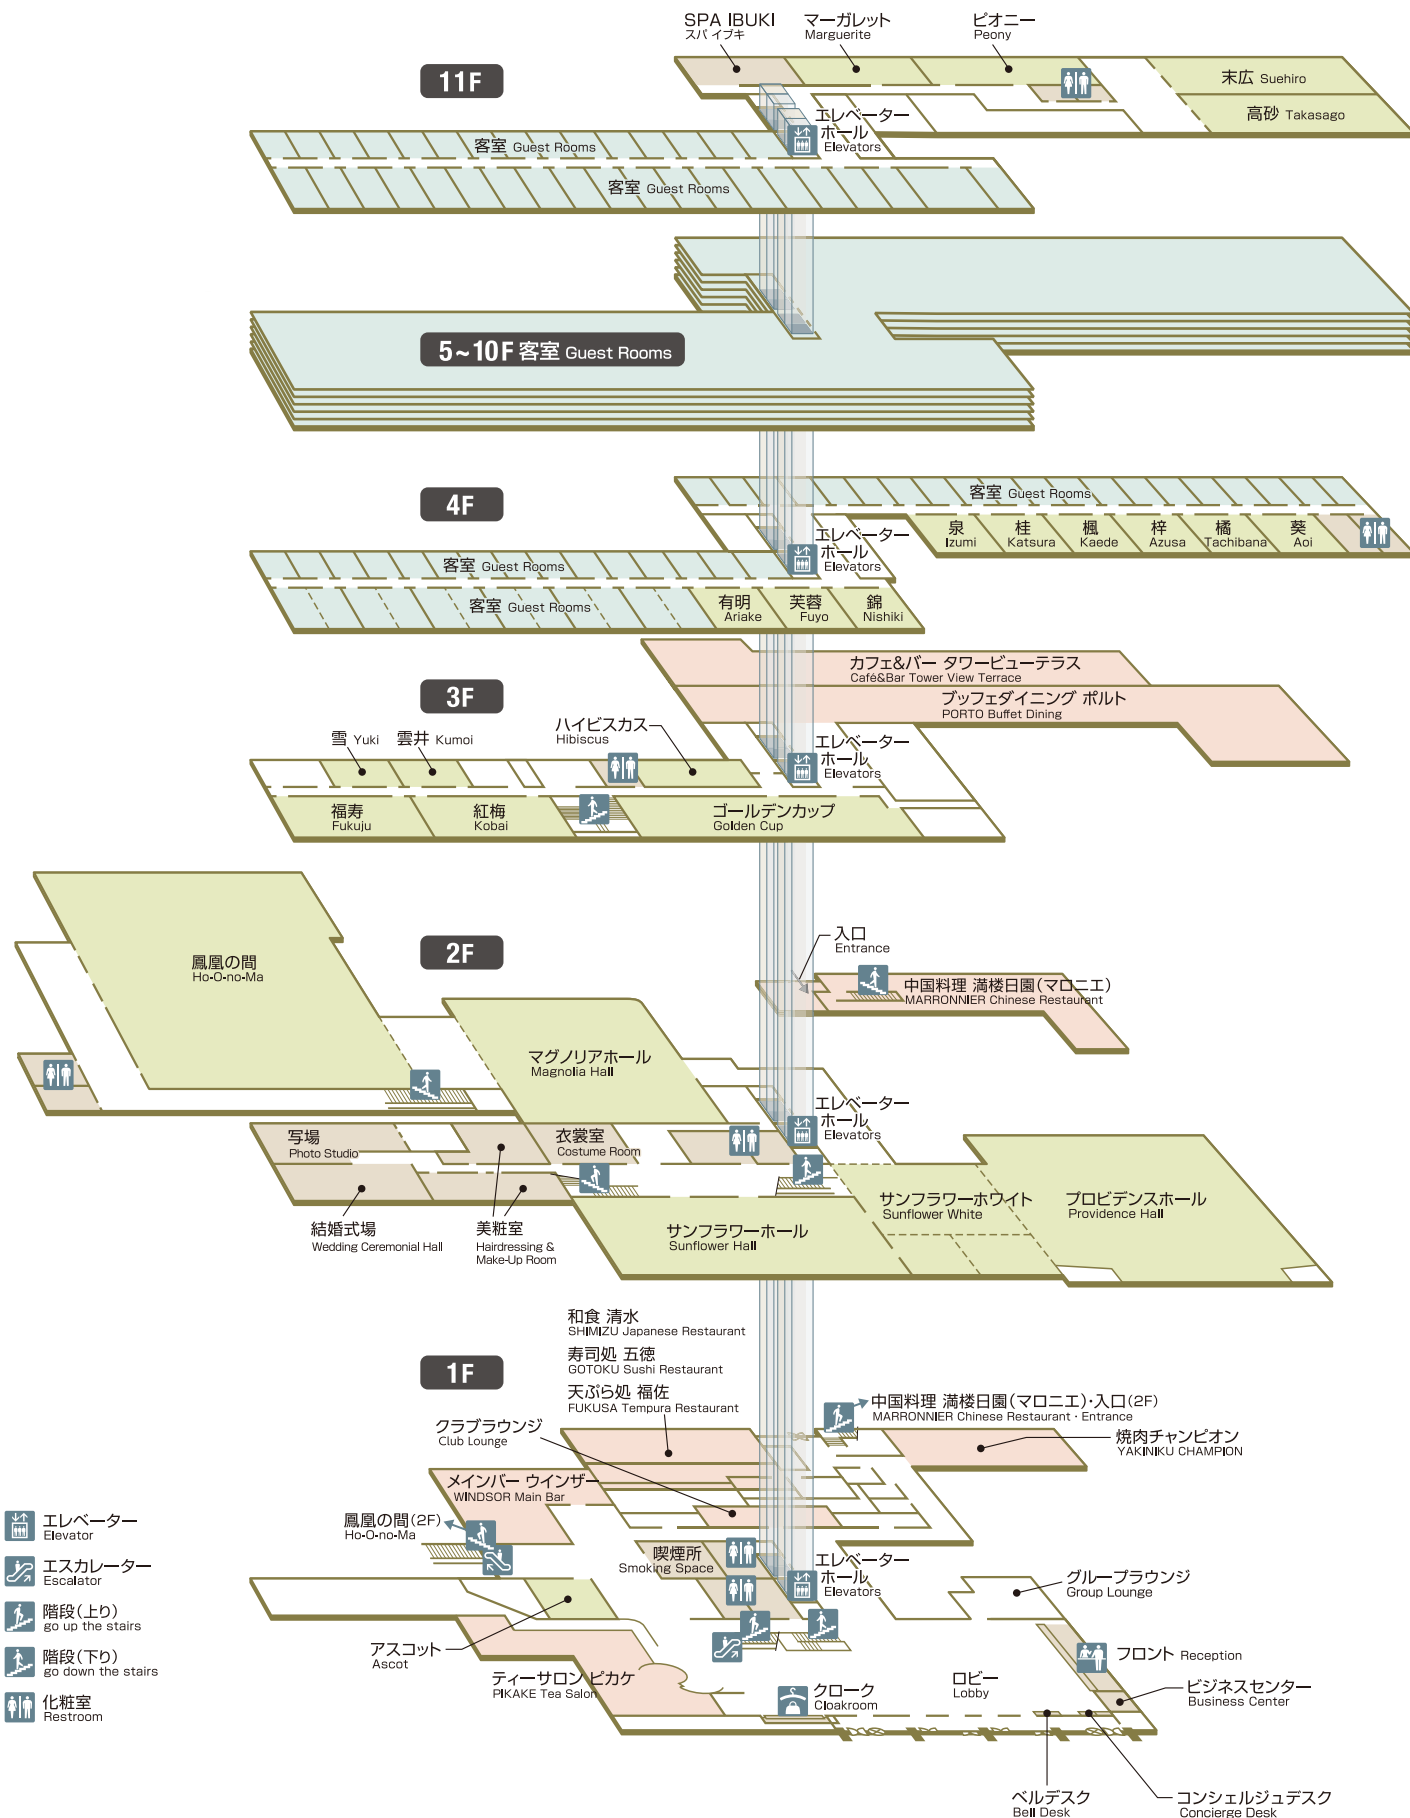 SPA IBUKI
スパ イブキ
マーガレット
Marguerite
ピオニー
Peony
11F
末広 Suehiro
高砂 Takasago
エレベーター
ホール
Elevators
客室 Guest Rooms
客室 Guest Rooms
5~10F 客室 Guest Rooms
4F
客室 Guest Rooms
泉
Izumi
桂
Katsura
楓
Kaede
梓
Azusa
橘
Tachibana
葵
Aoi
エレベーター
ホール
Elevators
客室 Guest Rooms
客室 Guest Rooms
有明
Ariake
芙蓉
Fuyo
錦
Nishiki
3F
カフェ&バー タワービューテラス
Café&Bar Tower View Terrace
ブッフェダイニング ポルト
PORTO Buffet Dining
雪 Yuki
雲井 Kumoi
ハイビスカス
Hibiscus
エレベーター
ホール
Elevators
福寿
Fukuju
紅梅
Kobai
ゴールデンカップ
Golden Cup
2F
鳳凰の間
Ho-O-no-Ma
入口
Entrance
中国料理 満楼日園(マロニエ)
MARRONNIER Chinese Restaurant
マグノリアホール
Magnolia Hall
エレベーター
ホール
Elevators
写場
Photo Studio
衣裳室
Costume Room
結婚式場
Wedding Ceremonial Hall
美粧室
Hairdressing &
Make-Up Room
サンフラワーホール
Sunflower Hall
サンフラワーホワイト
Sunflower White
プロビデンスホール
Providence Hall
1F
和食 清水
SHIMIZU Japanese Restaurant
寿司処 五徳
GOTOKU Sushi Restaurant
天ぷら処 福佐
FUKUSA Tempura Restaurant
クラブラウンジ
Club Lounge
中国料理 満楼日園(マロニエ)・入口(2F)
MARRONNIER Chinese Restaurant・Entrance
焼肉チャンピオン
YAKINIKU CHAMPION
メインバー ウインザー
WINDSOR Main Bar
鳳凰の間(2F)
Ho-O-no-Ma
喫煙所
Smoking Space
エレベーター
ホール
Elevators
グループラウンジ
Group Lounge
アスコット
Ascot
ティーサロン ピカケ
PIKAKE Tea Salon
クローク
Cloakroom
ロビー
Lobby
フロント Reception
ビジネスセンター
Business Center
ベルデスク
Bell Desk
コンシェルジュデスク
Concierge Desk
エレベーター
Elevator
エスカレーター
Escalator
階段(上り)
go up the stairs
階段(下り)
go down the stairs
化粧室
Restroom